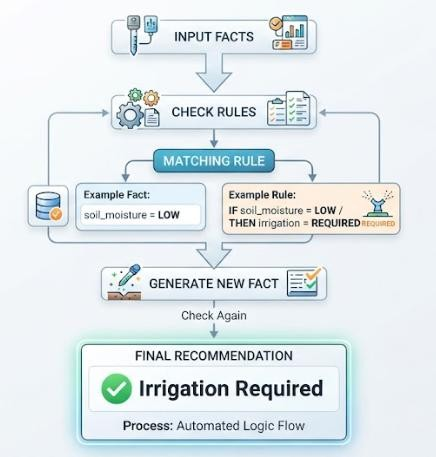 INPUT FACTS
CHECK RULES
MATCHING RULE
Example Fact:
soil_moisture = LOW
Example Rule:
IF soil_moisture = LOW /
THEN irrigation = REQUIRED
REQUIRED
GENERATE NEW FACT
Check Again
FINAL RECOMMENDATION
Irrigation Required
Process: Automated Logic Flow